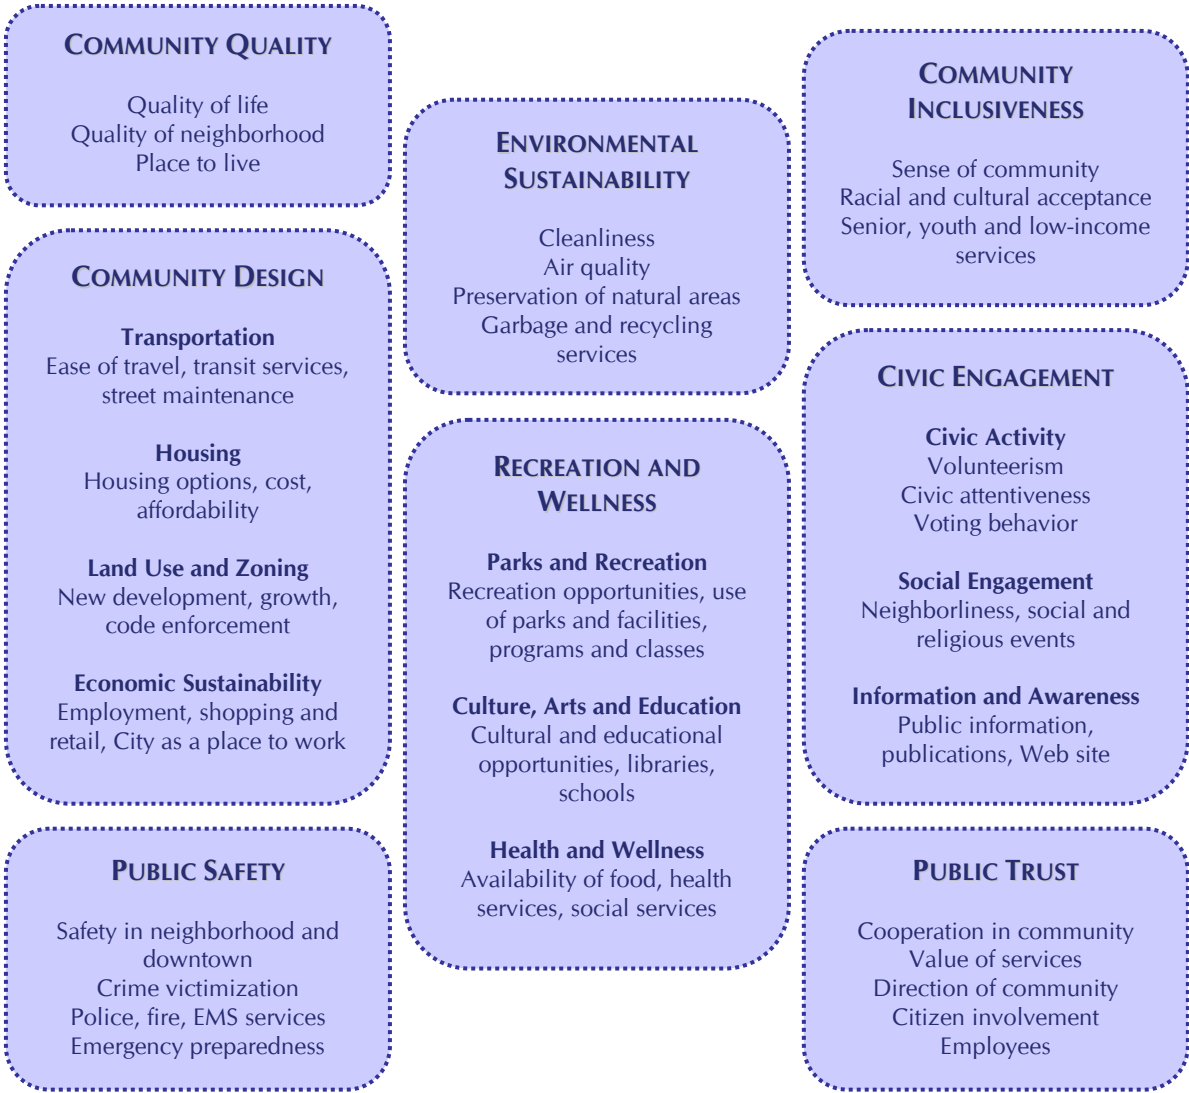 COMMUNITY QUALITY
Quality of life
Quality of neighborhood
Place to live
COMMUNITY DESIGN
Transportation
Ease of travel, transit services,
street maintenance
Housing
Housing options, cost,
affordability
Land Use and Zoning
New development, growth,
code enforcement
Economic Sustainability
Employment, shopping and
retail, City as a place to work
PUBLIC SAFETY
Safety in neighborhood and
downtown
Crime victimization
Police, fire, EMS services
Emergency preparedness
ENVIRONMENTAL
SUSTAINABILITY
Cleanliness
Air quality
Preservation of natural areas
Garbage and recycling
services
RECREATION AND
WELLNESS
Parks and Recreation
Recreation opportunities, use
of parks and facilities,
programs and classes
Culture, Arts and Education
Cultural and educational
opportunities, libraries,
schools
Health and Wellness
Availability of food, health
services, social services
COMMUNITY
INCLUSIVENESS
Sense of community
Racial and cultural acceptance
Senior, youth and low-income
services
CIVIC ENGAGEMENT
Civic Activity
Volunteerism
Civic attentiveness
Voting behavior
Social Engagement
Neighborliness, social and
religious events
Information and Awareness
Public information,
publications, Web site
PUBLIC TRUST
Cooperation in community
Value of services
Direction of community
Citizen involvement
Employees